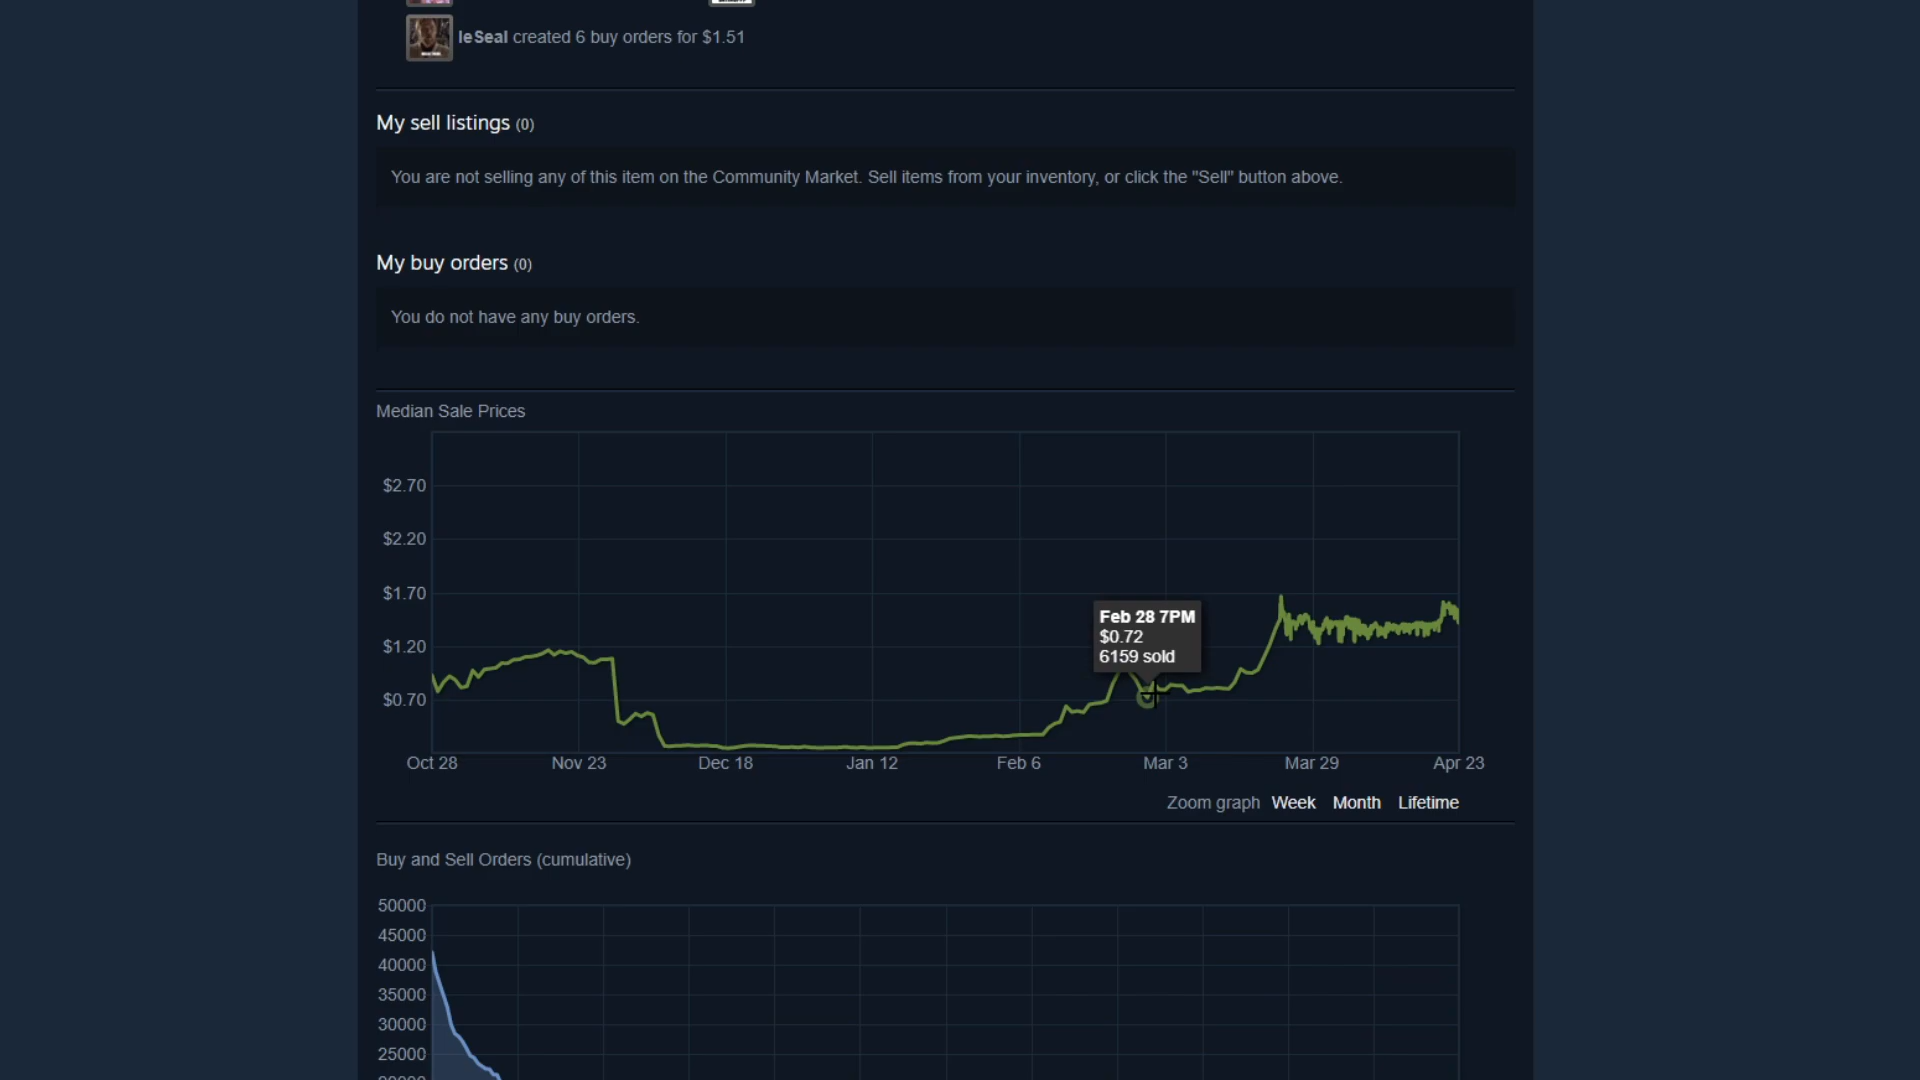 leSeal created 6 buy orders for $1.51
My sell listings (0)
You are not selling any of this item on the Community Market. Sell items from your inventory, or click the "Sell" button above.
My buy orders (0)
You do not have any buy orders.
Median Sale Prices
$2.70
$2.20
$1.70
$1.20
$0.70
Feb 28 7PM
$0.72
6159 sold
Oct 28 Nov 23 Dec 18 Jan 12 Feb 6 Mar 3 Mar 29 Apr 23
Zoom graph Week Month Lifetime
Buy and Sell Orders (cumulative)
50000
45000
40000
35000
30000
25000